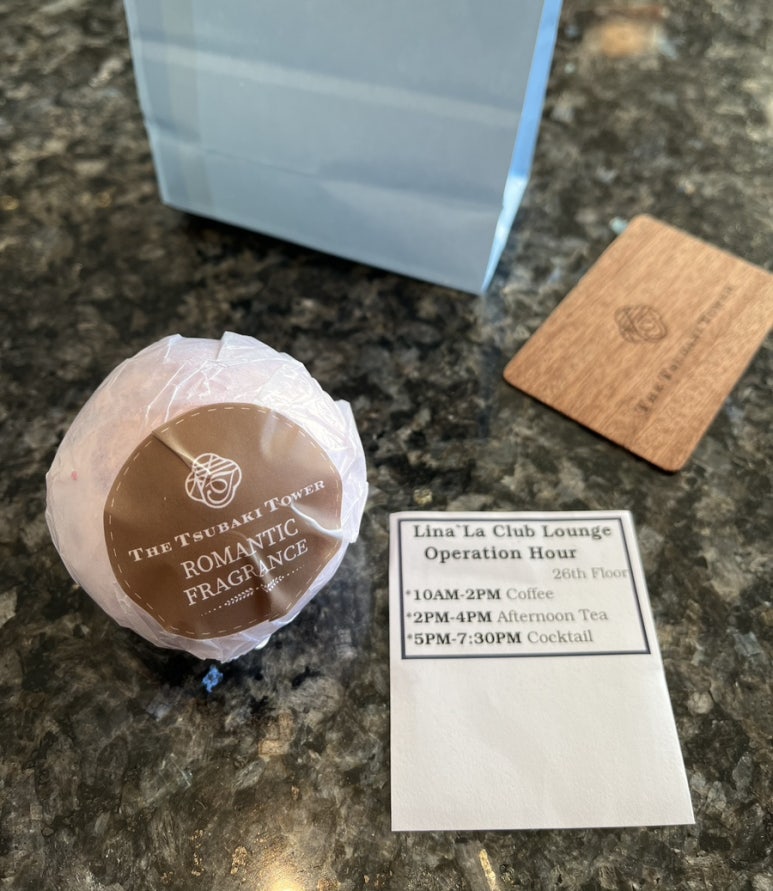 THE TSUBAKI TOWER
THE TSUBAKI TOWER
ROMANTIC
FRAGRANCE
Lina`La Club Lounge
Operation Hour
26th Floor
*10AM-2PM Coffee
*2PM-4PM Afternoon Tea
*5PM-7:30PM Cocktail